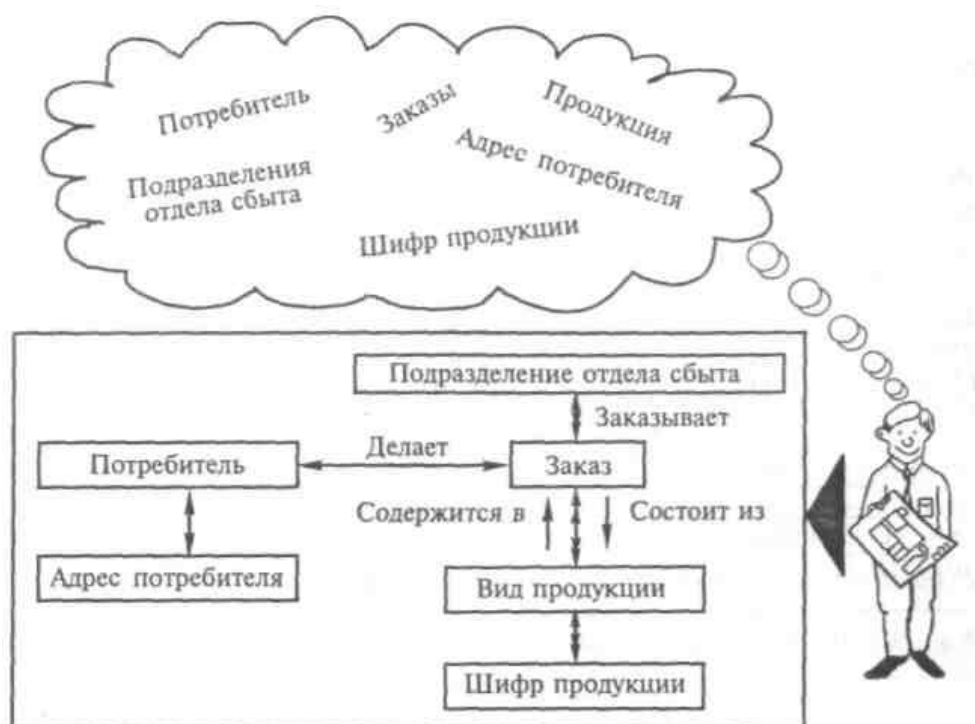 Потребитель
Заказы
Продукция
Адрес потребителя
Подразделения
отдела сбыта
Шифр продукции
Подразделение отдела сбыта
Заказывает
Делает
Потребитель
Заказ
Содержится в
Состоит из
Адрес потребителя
Вид продукции
Шифр продукции